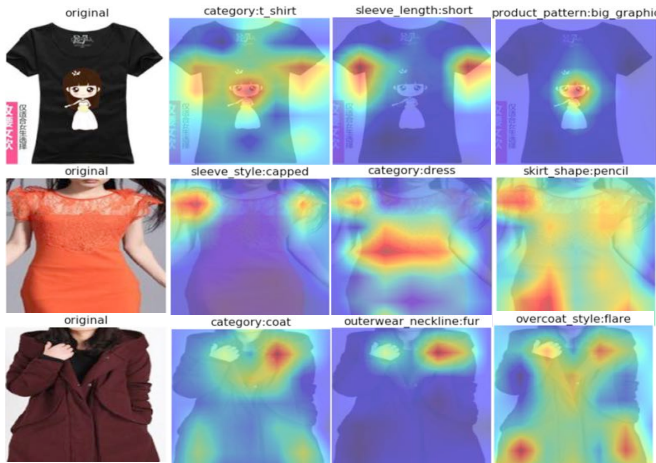 original
category:t_shirt
sleeve_length:short
product_pattern:big_graphic
original
sleeve_style:capped
category:dress
skirt_shape:pencil
original
category:coat
outerwear_neckline:fur
overcoat_style:flare